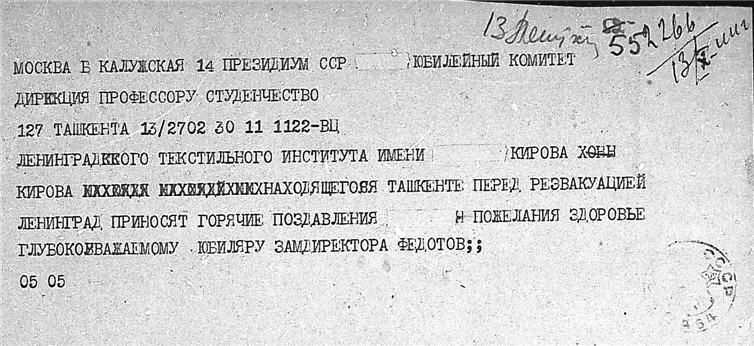 552266
13/X-
МОСКВА Б КАЛУЖСКАЯ 14 ПРЕЗИДИУМ ССР ЮБИЛЕЙНЫЙ КОМИТЕТ
ДИРЕКЦИЯ ПРОФЕССОРУ СТУДЕНЧЕСТВО
127 ТАШКЕНТА 13/2702 30 11 1122-ВЦ
ЛЕНИНГРАДККОГО ТЕКСТИЛЬНОГО ИНСТИТУТА ИМЕНИ КИРОВА
КИРОВА НАХОДЯЩЕГОЯЯ ТАШКЕНТЕ ПЕРЕД РЕЭВАКУАЦИЕЙ
ЛЕНИНГРАД ПРИНОСЯТ ГОРЯЧИЕ ПОЗДАВЛЕНИЯ Я ПОЖЕЛАНИЯ ЗДОРОВЬЕ
ГЛУБОКОИВАЖАЕМОМУ ЮБИЛЯРУ ЗАМДИРЕКТОРА ФЕДОТОВ;;
05 05
СССР